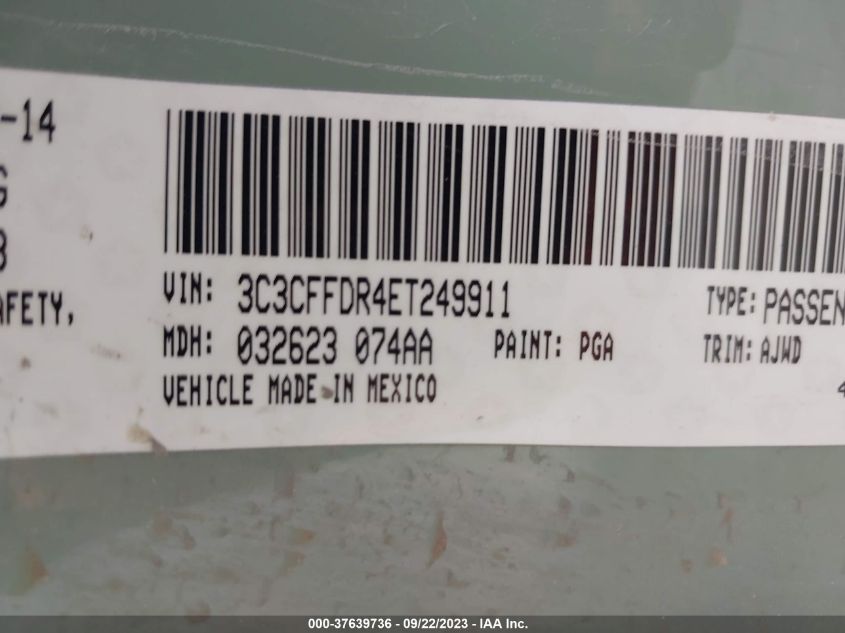 -14
G
AFETY,
VIN: 3C3CFFDR4ET249911
TYPE: PASSEN
MDH: 032623 074AA
PAINT: PGA
TRIM: AJWD
VEHICLE MADE IN MEXICO
4
000-37639736 - 09/22/2023 - IAA Inc.